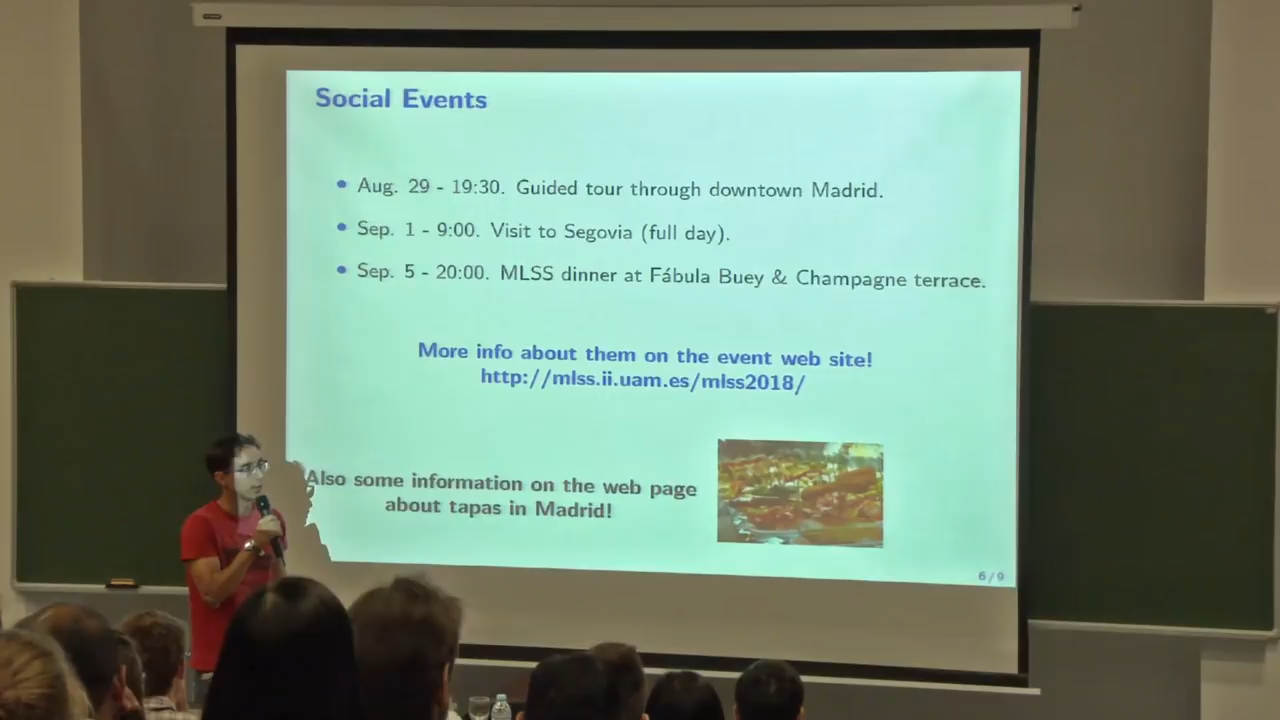 Social Events
• Aug. 29 - 19:30. Guided tour through downtown Madrid.
• Sep. 1 - 9:00. Visit to Segovia (full day).
• Sep. 5 - 20:00. MLSS dinner at Fábula Buey & Champagne terrace.
More info about them on the event web site!
http://mlss.ii.uam.es/mlss2018/
Also some information on the web page
about tapas in Madrid!
6/9